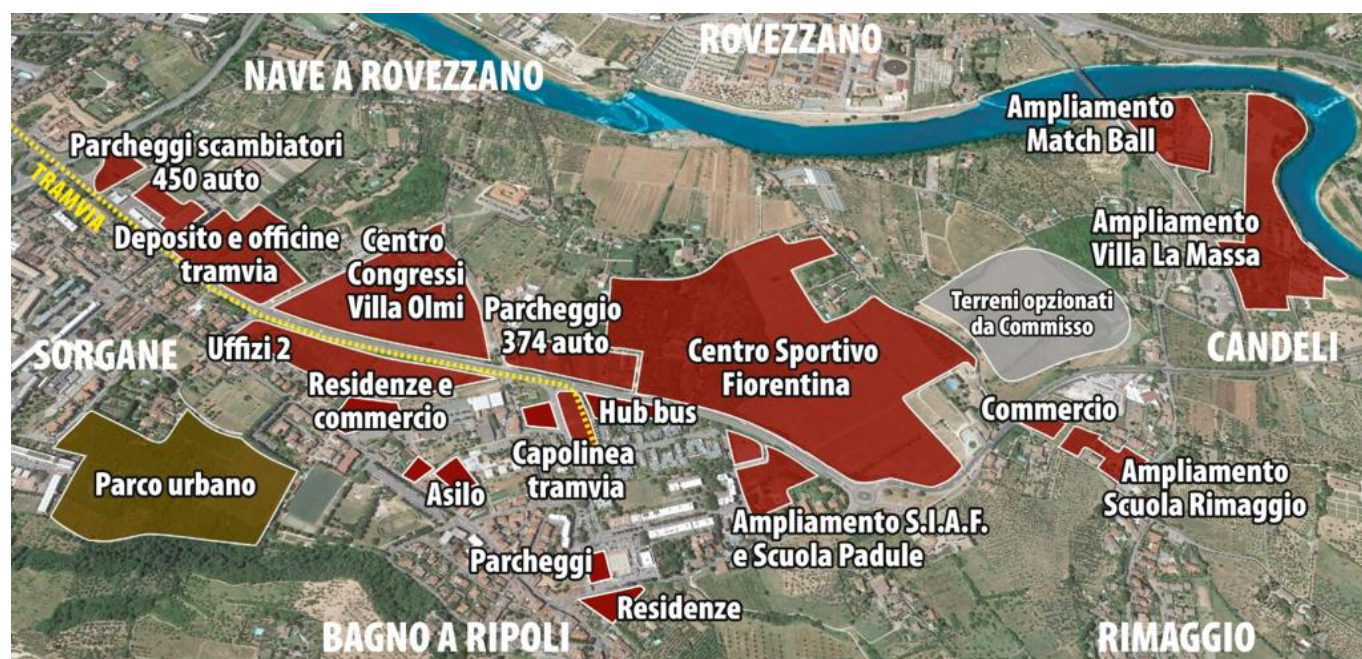 ROVEZZANO
NAVE A ROVEZZANO
Ampliamento
Match Ball
Parcheggi scambiatori
450 auto
TRAMVIA
Deposito e officine
tramvia
Centro
Congressi
Villa Olmi
Ampliamento
Villa La Massa
Parcheggio
374 auto
Terreni opzionati
da Commisso
Uffizi 2
SORGANE
Centro Sportivo
Fiorentina
CANDELI
Residenze e
commercio
Hub bus
Commercio
Capolinea
tramvia
Parco urbano
Asilo
Ampliamento
Scuola Rimaggio
Ampliamento S.I.A.F.
e Scuola Padule
Parcheggi
Residenze
BAGNO A RIPOLI
RIMAGGIO